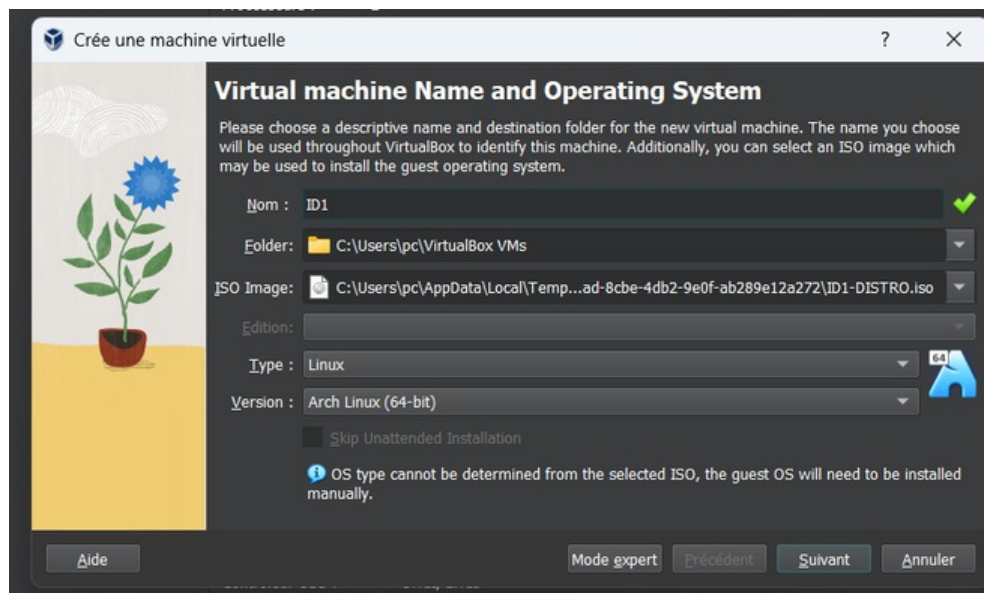 Crée une machine virtuelle
?
Virtual machine Name and Operating System
Please choose a descriptive name and destination folder for the new virtual machine. The name you choose
will be used throughout VirtualBox to identify this machine. Additionally, you can select an ISO image which
may be used to install the guest operating system.
Nom : ID1
Folder: C:\Users\pc\VirtualBox VMs
ISO Image: C:\Users\pc\AppData\Local\Temp...ad-8cbe-4db2-9e0f-ab289e12a272\ID1-DISTRO.iso
Edition:
Type : Linux
64
Version : Arch Linux (64-bit)
Skip Unattended Installation
OS type cannot be determined from the selected ISO, the guest OS will need to be installed
manually.
Aide Mode expert Précédent Suivant Annuler